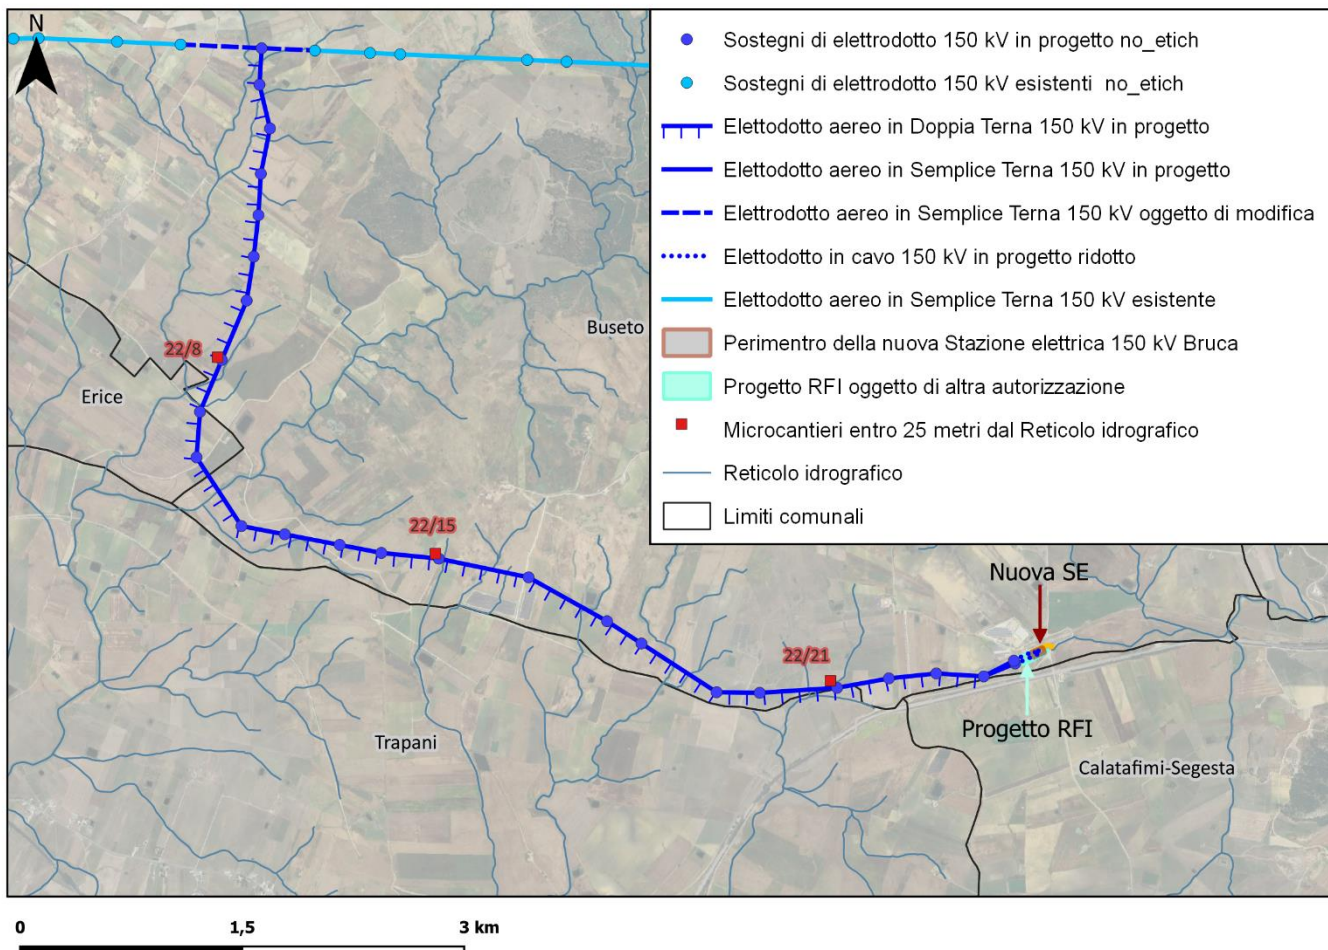 N
Sostegni di elettrodotto 150 kV in progetto no_etich
Sostegni di elettrodotto 150 kV esistenti no_etich
Elettodotto aereo in Doppia Terna 150 kV in progetto
Elettodotto aereo in Semplice Terna 150 kV in progetto
Elettrodotto aereo in Semplice Terna 150 kV oggetto di modifica
Elettodotto in cavo 150 kV in progetto ridotto
Elettodotto aereo in Semplice Terna 150 kV esistente
Perimentro della nuova Stazione elettrica 150 kV Bruca
Progetto RFI oggetto di altra autorizzazione
Microcantieri entro 25 metri dal Reticolo idrografico
Reticolo idrografico
Limiti comunali
Buseto
22/8
Erice
22/15
Nuova SE
22/21
Progetto RFI
Trapani
Calatafimi-Segesta
0 1,5 3 km